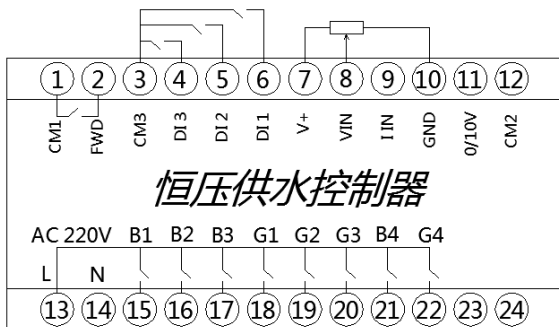 1 2 3 4 5 6 7 8 9 10 11 12
CM1 FWD CM3 DI3 DI2 DI1 V+ VIN IIN GND 0/10V CM2
恒压供水控制器
AC 220V B1 B2 B3 G1 G2 G3 B4 G4
L N
13 14 15 16 17 18 19 20 21 22 23 24